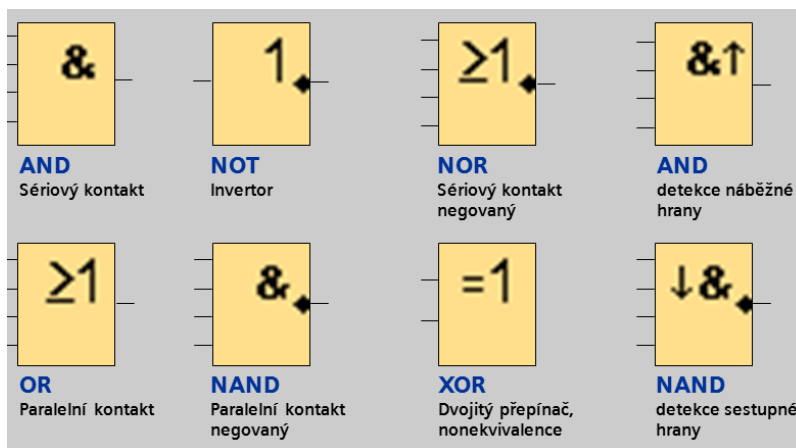 &
AND
Sériový kontakt
1
NOT
Invertor
≥1
NOR
Sériový kontakt
negovaný
&↑
AND
detekce náběžné
hrany
≥1
OR
Paralelní kontakt
&
NAND
Paralelní kontakt
negovaný
=1
XOR
Dvojitý přepínač,
nonekvivalence
↓&
NAND
detekce sestupné
hrany